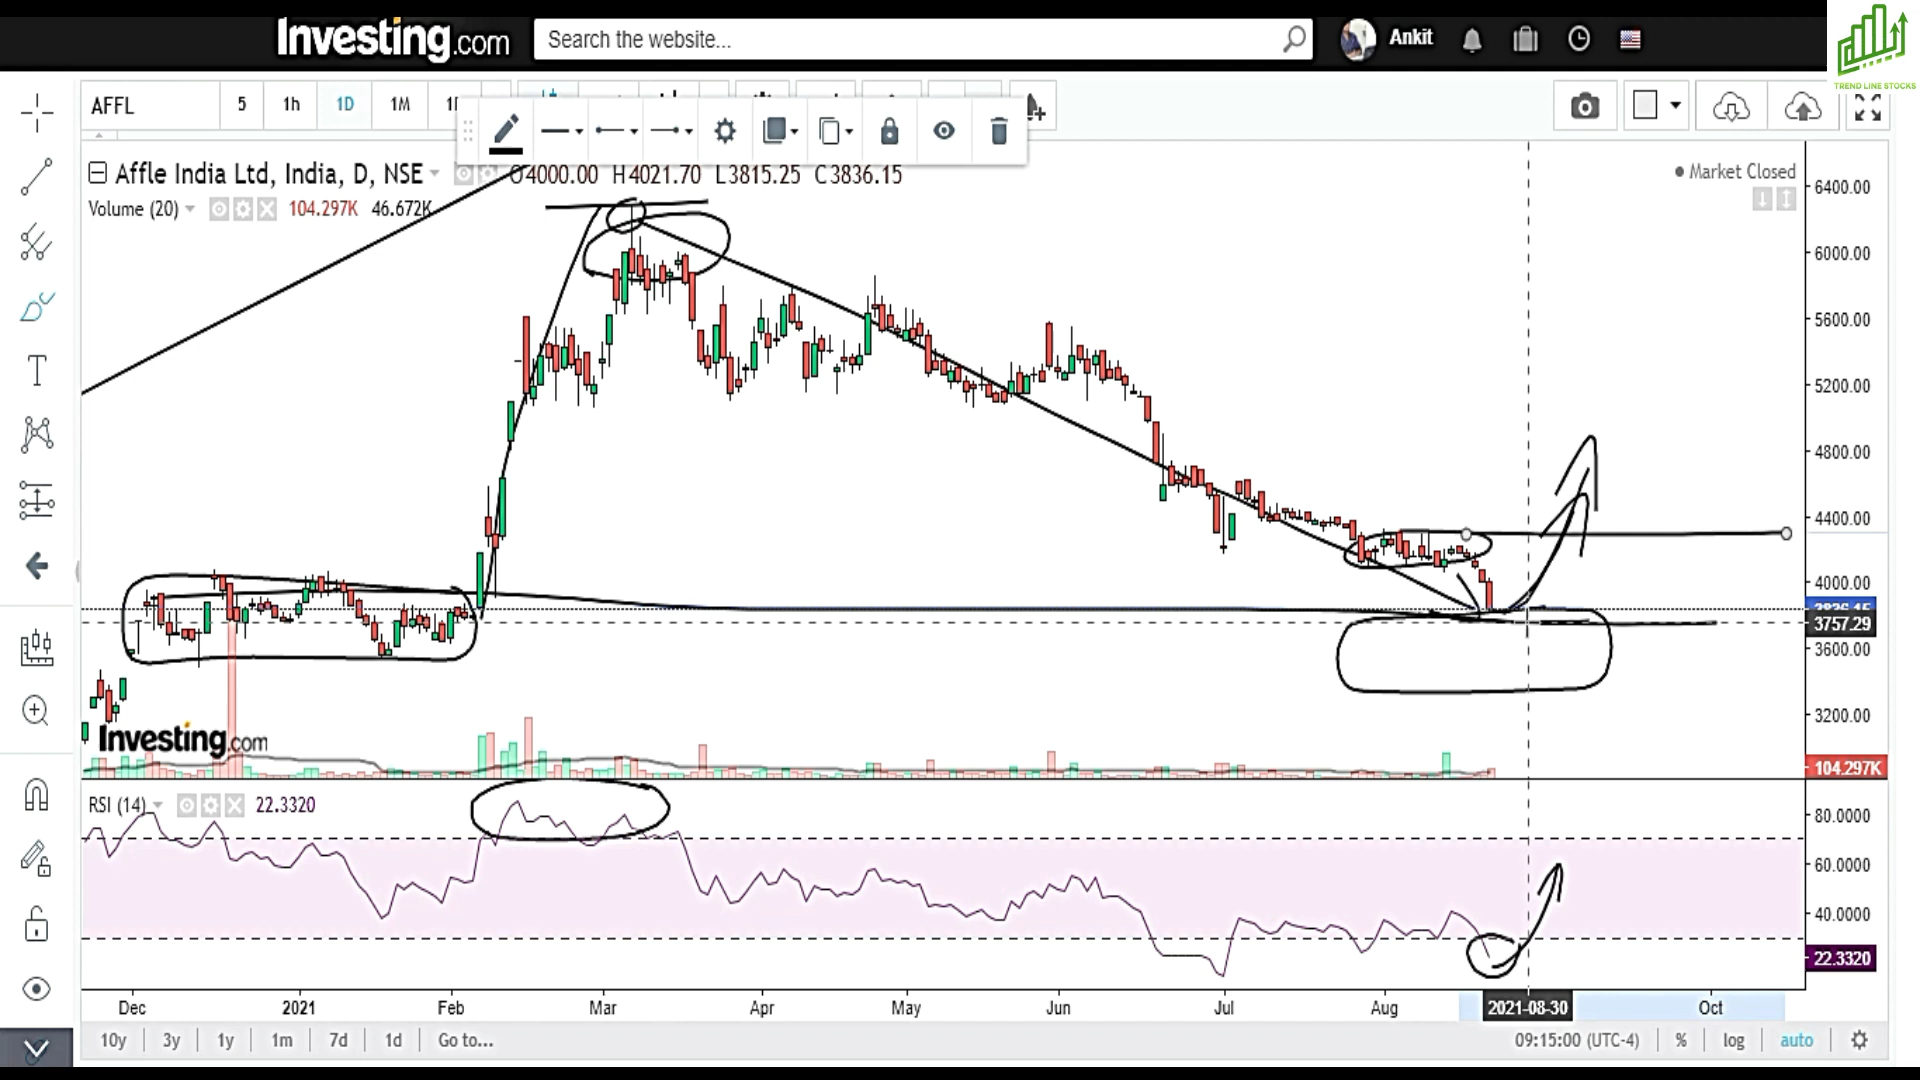 Investing.com
Search the website...
Ankit
TREND LINE STOCKS
AFFL
5
1h
1D
1M
Affle India Ltd, India, D, NSE
O4000.00 H4021.70 L3815.25 C3836.15
Market Closed
Volume (20)
104.297K 46.672K
6400.00
6000.00
5600.00
5200.00
4800.00
4400.00
4000.00
3836.15
3757.29
3600.00
3200.00
Investing.com
104.297K
RSI (14)
22.3320
80.0000
60.0000
40.0000
22.3320
Dec
2021
Feb
Mar
Apr
May
Jun
Jul
Aug
2021-08-30
Oct
10y
3y
1y
1m
7d
1d
Go to...
09:15:00 (UTC-4)
%
log
auto